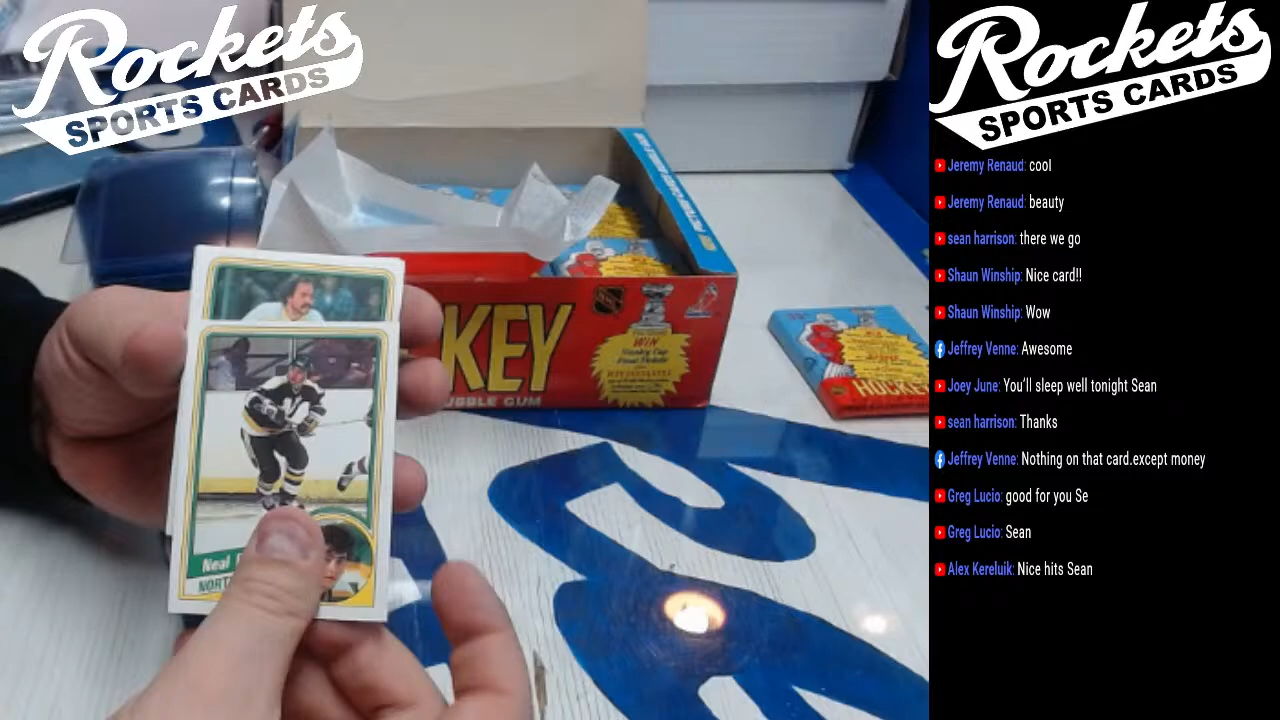 Rockets
SPORTS CARDS
KEY
BUBBLE GUM
WIN
HOCKEY
Neal
NORT
Rockets
SPORTS CARDS
Jeremy Renaud: cool
Jeremy Renaud: beauty
sean harrison: there we go
Shaun Winship: Nice card!!
Shaun Winship: Wow
Jeffrey Venne: Awesome
Joey June: You'll sleep well tonight Sean
sean harrison: Thanks
Jeffrey Venne: Nothing on that card.except money
Greg Lucio: good for you Se
Greg Lucio: Sean
Alex Kereluik: Nice hits Sean